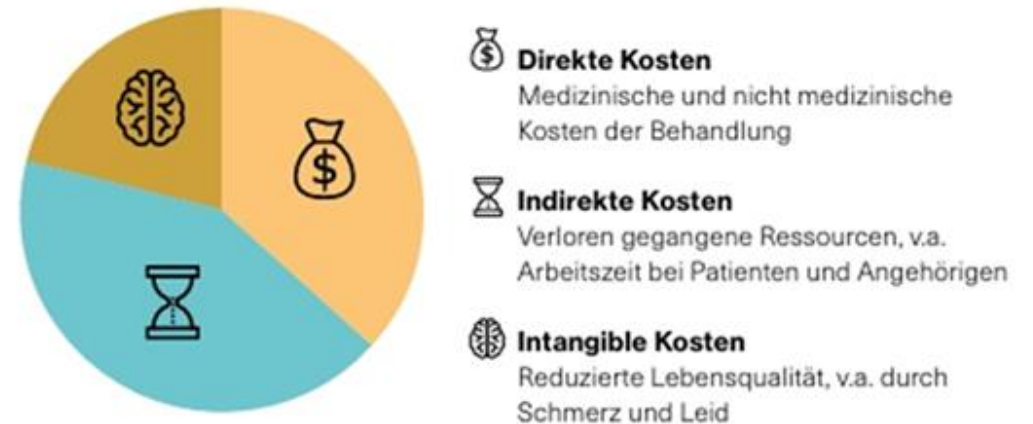 Direkte Kosten
Medizinische und nicht medizinische
Kosten der Behandlung
Indirekte Kosten
Verloren gegangene Ressourcen, v.a.
Arbeitszeit bei Patienten und Angehörigen
Intangible Kosten
Reduzierte Lebensqualität, v.a. durch
Schmerz und Leid